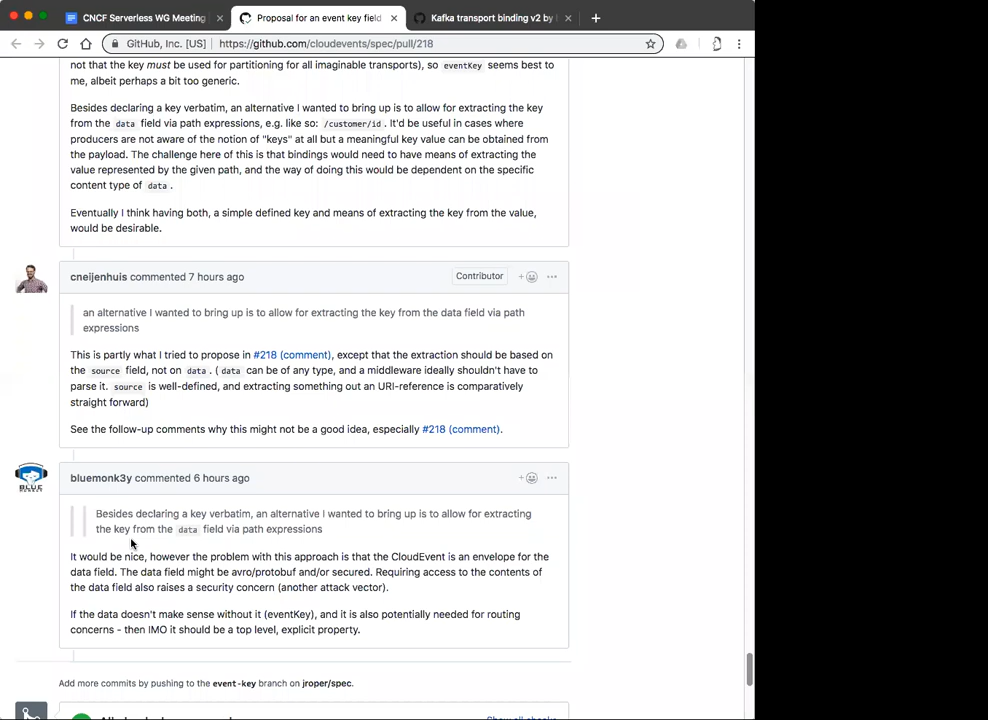 CNCF Serverless WG Meeting
Proposal for an event key field
Kafka transport binding v2 by
GitHub, Inc. [US]
https://github.com/cloudevents/spec/pull/218
not that the key must be used for partitioning for all imaginable transports), so eventKey seems best to
me, albeit perhaps a bit too generic.
Besides declaring a key verbatim, an alternative I wanted to bring up is to allow for extracting the key
from the data field via path expressions, e.g. like so: /customer/id. It'd be useful in cases where
producers are not aware of the notion of "keys" at all but a meaningful key value can be obtained from
the payload. The challenge here of this is that bindings would need to have means of extracting the
value represented by the given path, and the way of doing this would be dependent on the specific
content type of data.
Eventually I think having both, a simple defined key and means of extracting the key from the value,
would be desirable.
cneijenhuis commented 7 hours ago
Contributor
an alternative I wanted to bring up is to allow for extracting the key from the data field via path
expressions
This is partly what I tried to propose in #218 (comment), except that the extraction should be based on
the source field, not on data. (data can be of any type, and a middleware ideally shouldn't have to
parse it. source is well-defined, and extracting something out an URI-reference is comparatively
straight forward)
See the follow-up comments why this might not be a good idea, especially #218 (comment).
BLUE
bluemonk3y commented 6 hours ago
Besides declaring a key verbatim, an alternative I wanted to bring up is to allow for extracting
the key from the data field via path expressions
It would be nice, however the problem with this approach is that the CloudEvent is an envelope for the
data field. The data field might be avro/protobuf and/or secured. Requiring access to the contents of
the data field also raises a security concern (another attack vector).
If the data doesn't make sense without it (eventKey), and it is also potentially needed for routing
concerns - then IMO it should be a top level, explicit property.
Add more commits by pushing to the event-key branch on jroper/spec.